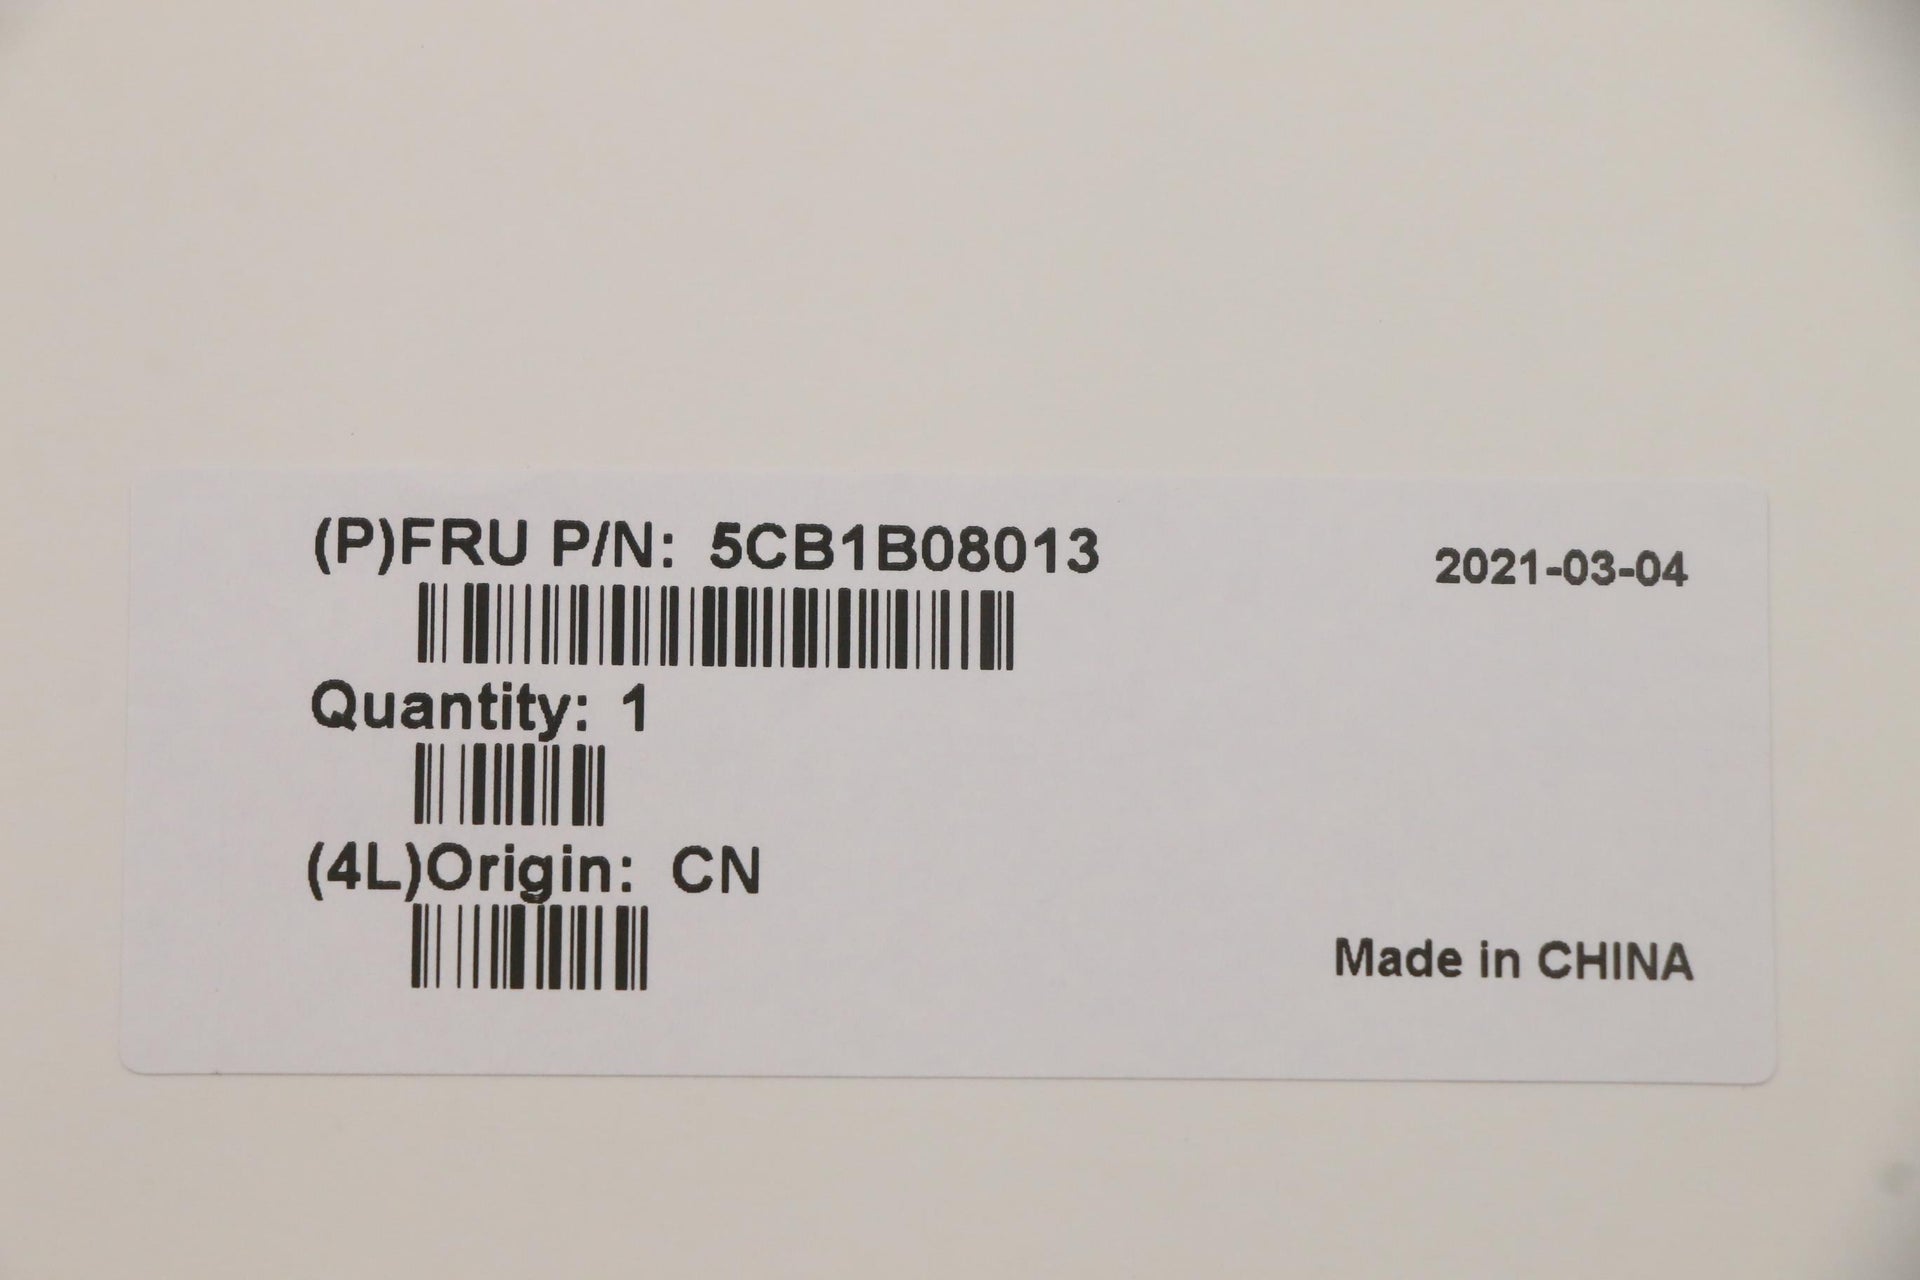 (P)FRU P/N: 5CB1B08013
2021-03-04
Quantity: 1
(4L)Origin: CN
Made in CHINA